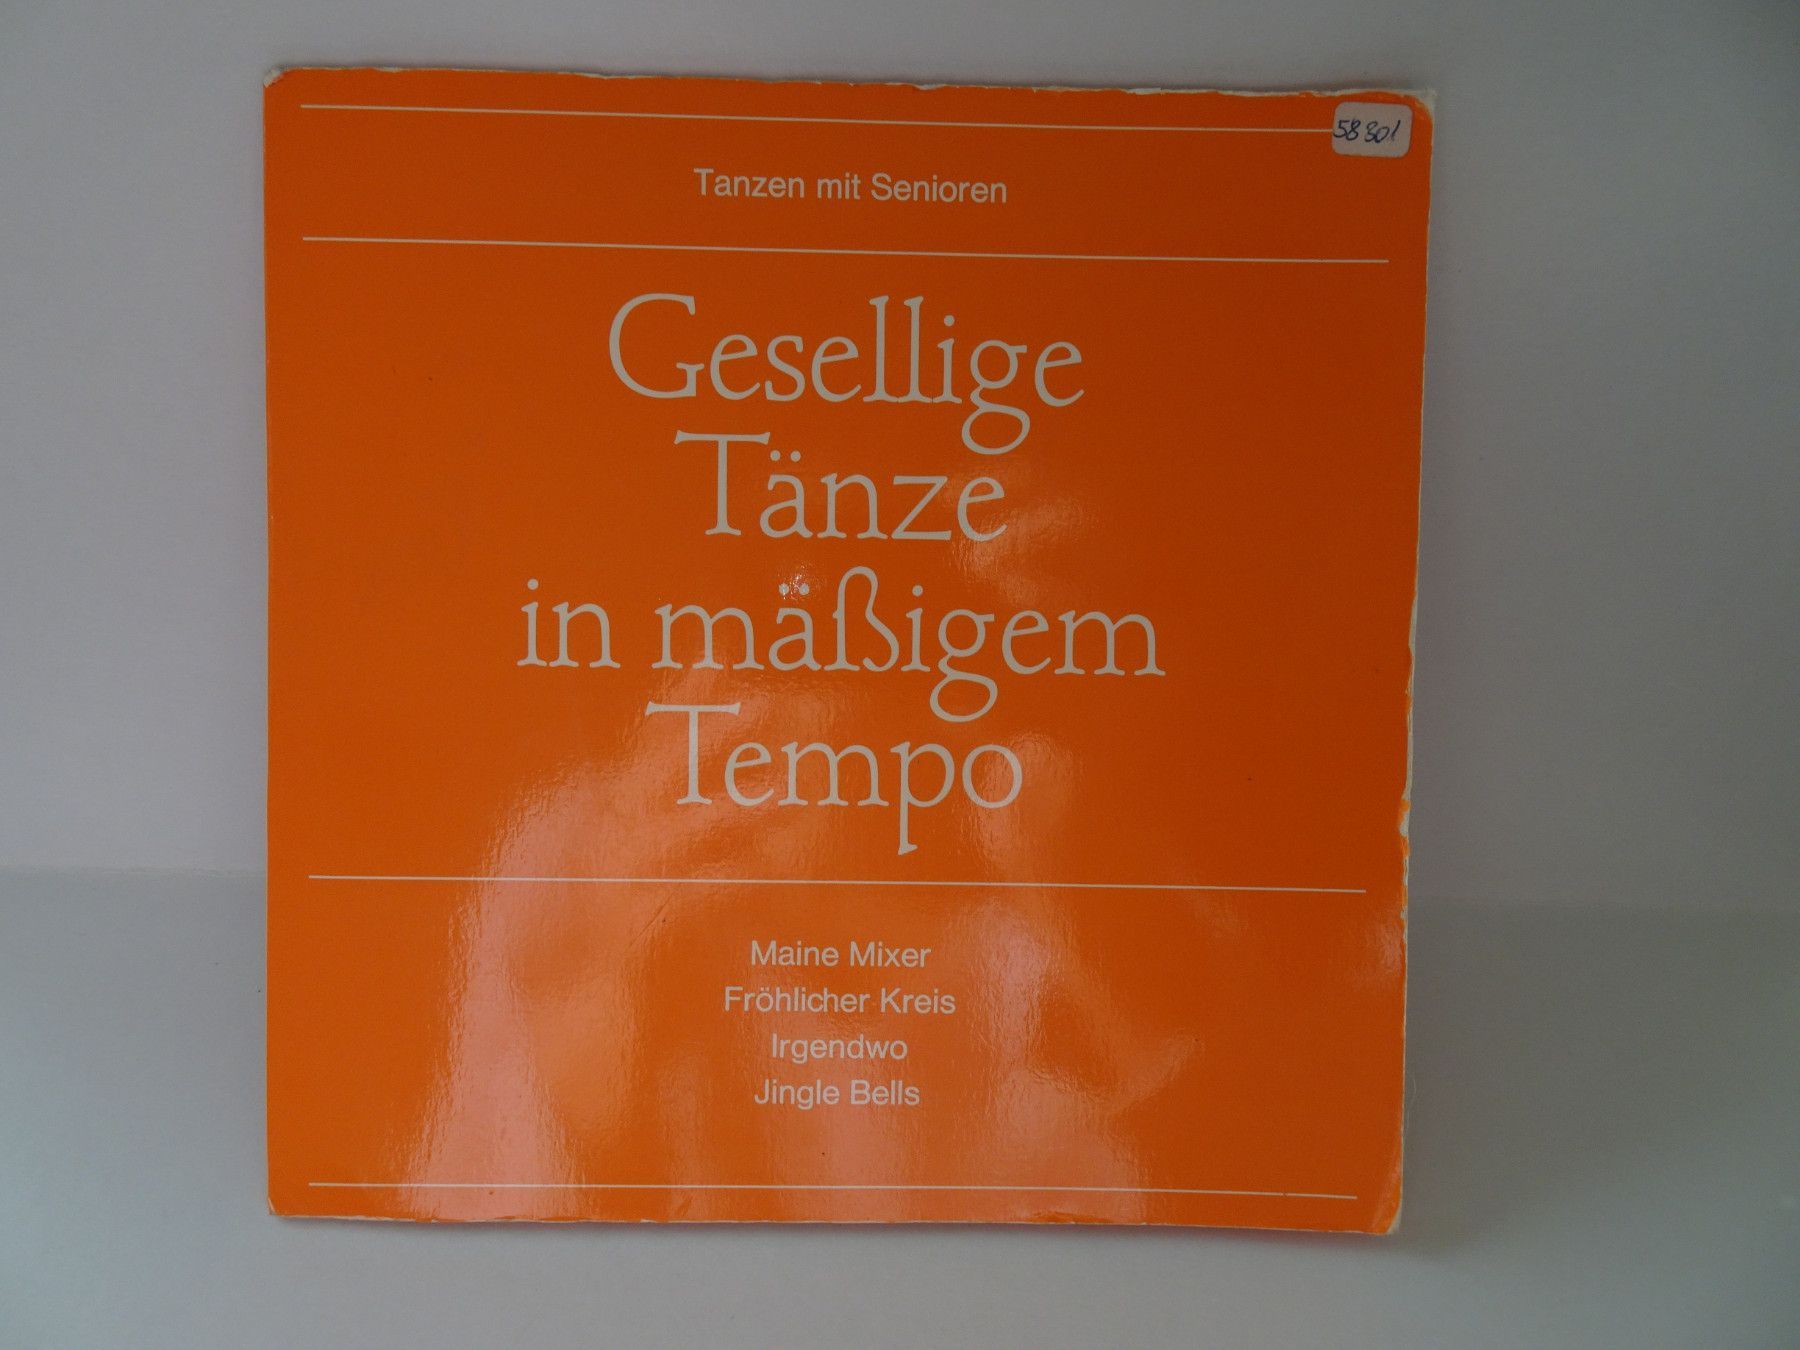 58301
Tanzen mit Senioren
Gesellige
Tänze
in mäßigem
Tempo
Maine Mixer
Fröhlicher Kreis
Irgendwo
Jingle Bells